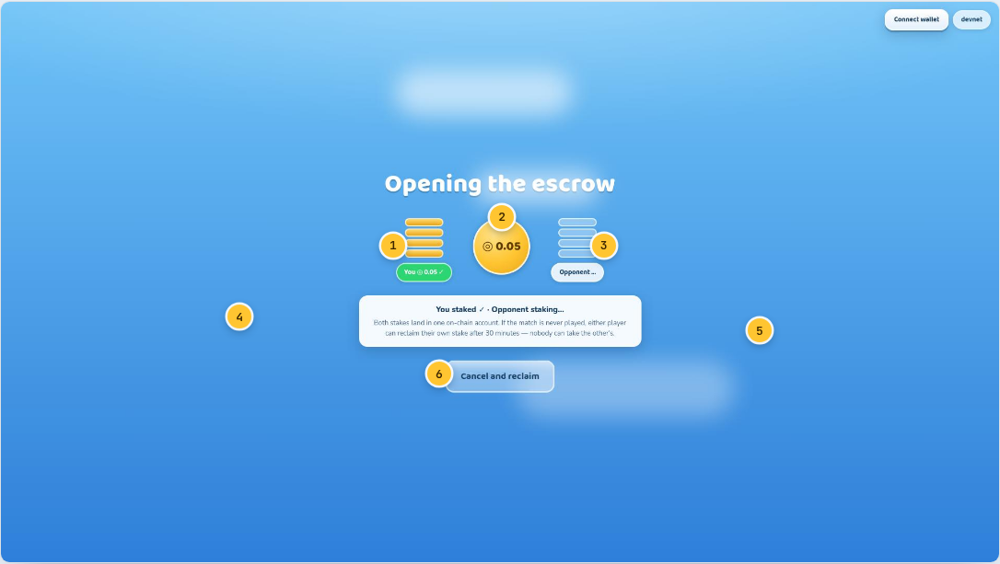 Connect wallet
devnet
Opening the escrow
2
1
◎ 0.05
3
You ◎ 0.05 ✓
Opponent …
4
You staked ✓ · Opponent staking…
Both stakes land in one on-chain account. If the match is never played, either player
can reclaim their own stake after 30 minutes — nobody can take the other's.
5
6
Cancel and reclaim